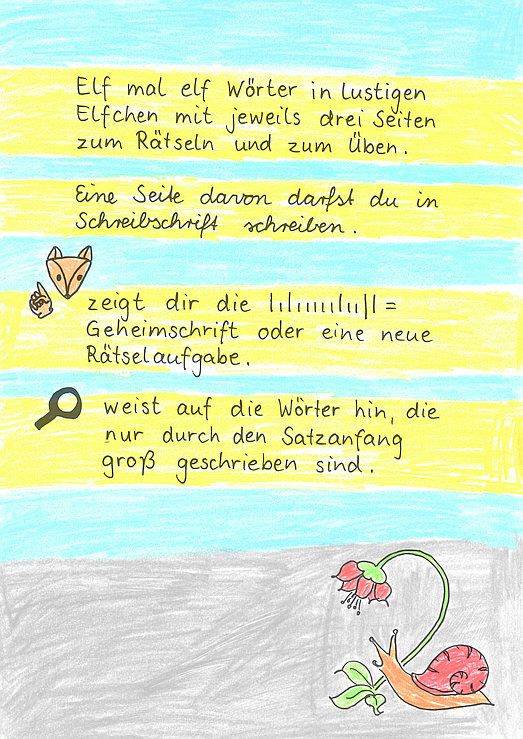 Elf mal elf Wörter in lustigen
Elfchen mit jeweils drei Seiten
zum Rätseln und zum Üben.
Eine Seite davon darfst du in
Schreibschrift schreiben.
zeigt dir die =
Geheimschrift oder eine neue
Rätselaufgabe.
weist auf die Wörter hin, die
nur durch den Satzanfang
groß geschrieben sind.